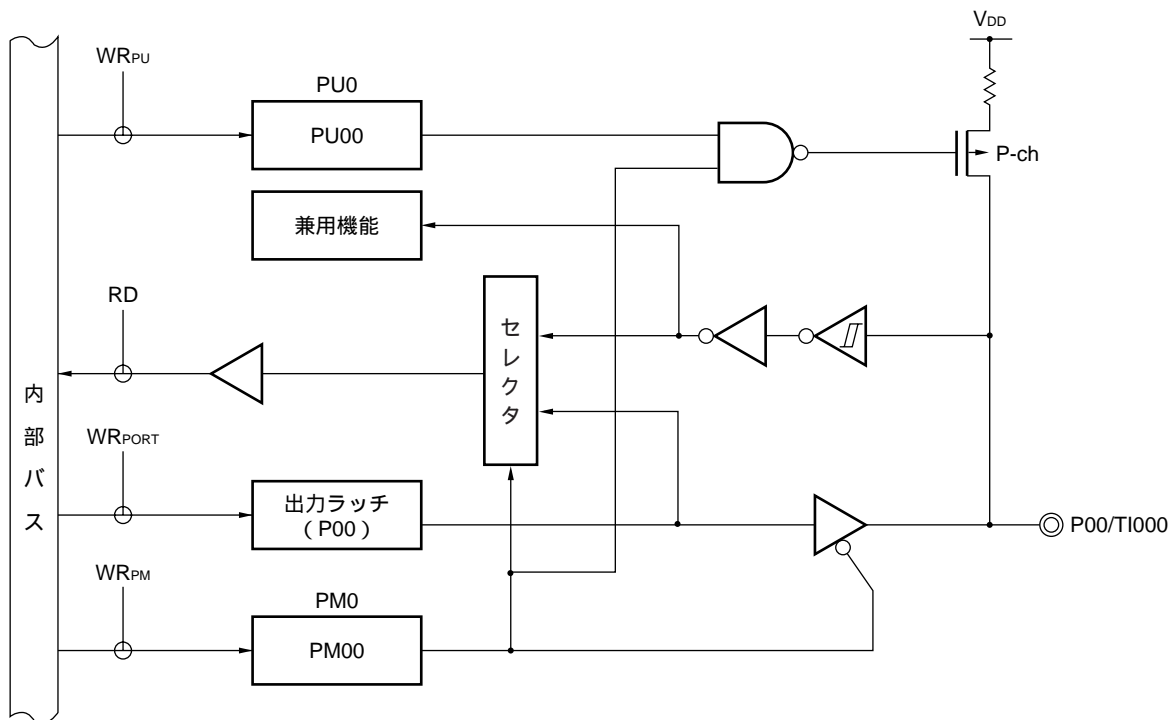 VDD
WRPU
PU0
PU00
P-ch
兼用機能
RD
セレクタ
内部バス
WRPORT
出力ラッチ
（P00）
P00/TI000
WRPM
PM0
PM00